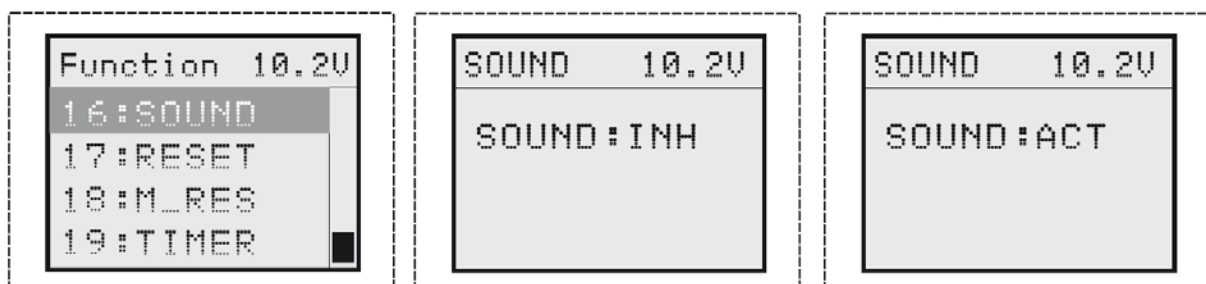 Function 10.2V
16:SOUND
17:RESET
18:M_RES
19:TIMER
SOUND 10.2V
SOUND:INH
SOUND 10.2V
SOUND:ACT